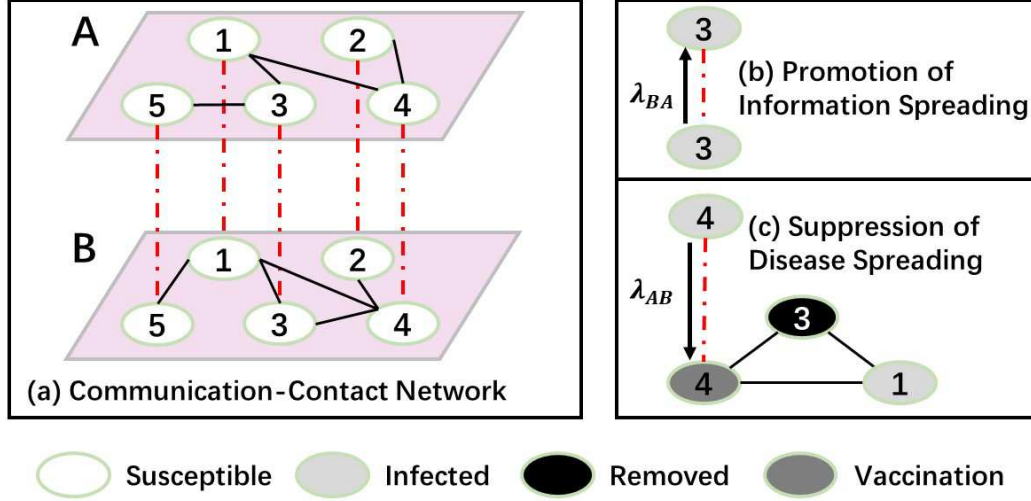 A
1 2
5 3 4
B
1 2
5 3 4
(a) Communication-Contact Network
3
λBA
(b) Promotion of
Information Spreading
3
4
(c) Suppression of
Disease Spreading
λAB
3
4 1
Susceptible Infected Removed Vaccination